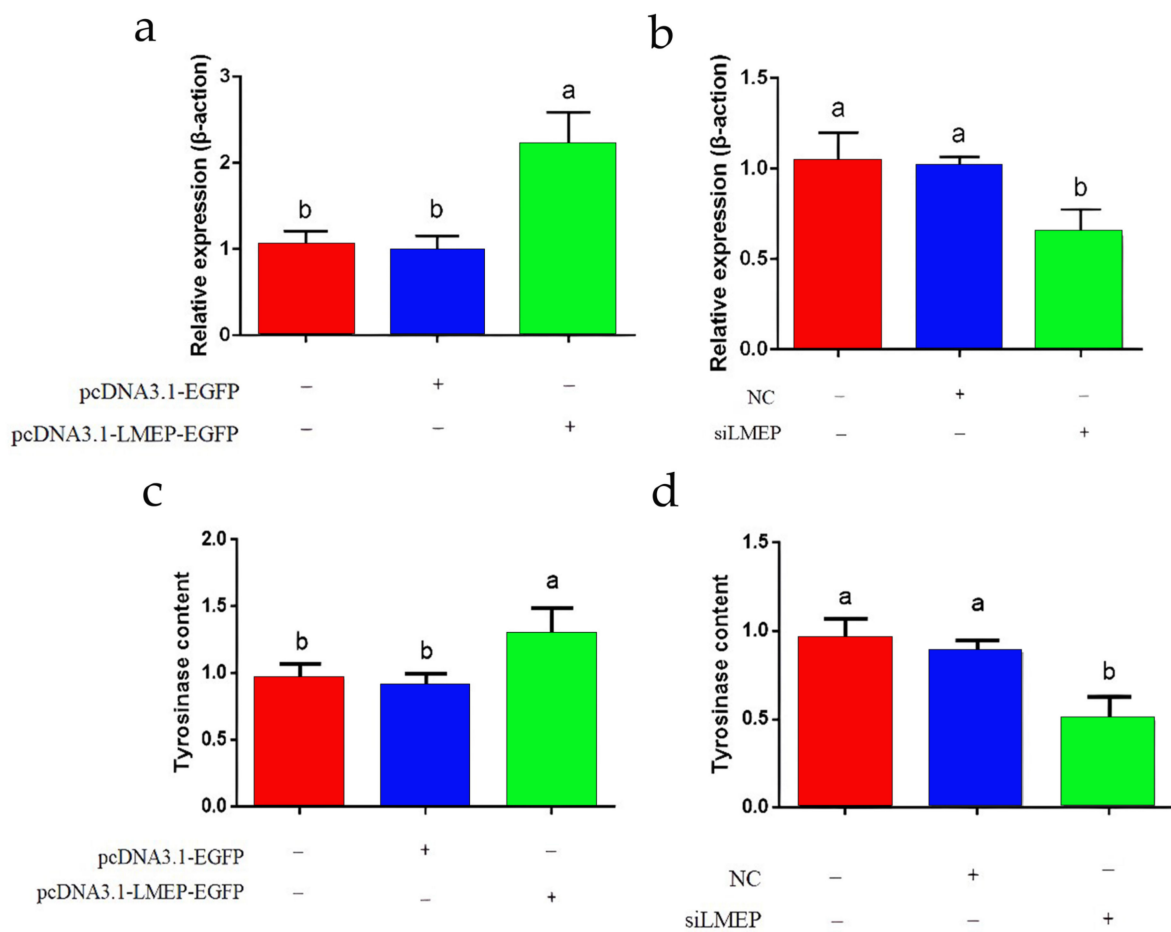 a
Relative expression (β-action)
3
2
1
0
b
b
a
pcDNA3.1-EGFP – + –
pcDNA3.1-LMEP-EGFP – – +
b
Relative expression (β-action)
1.5
1.0
0.5
0.0
a
a
b
NC – + –
siLMEP – – +
c
Tyrosinase content
2.0
1.5
1.0
0.5
0.0
b
b
a
pcDNA3.1-EGFP – + –
pcDNA3.1-LMEP-EGFP – – +
d
Tyrosinase content
1.5
1.0
0.5
0.0
a
a
b
NC – + –
siLMEP – – +